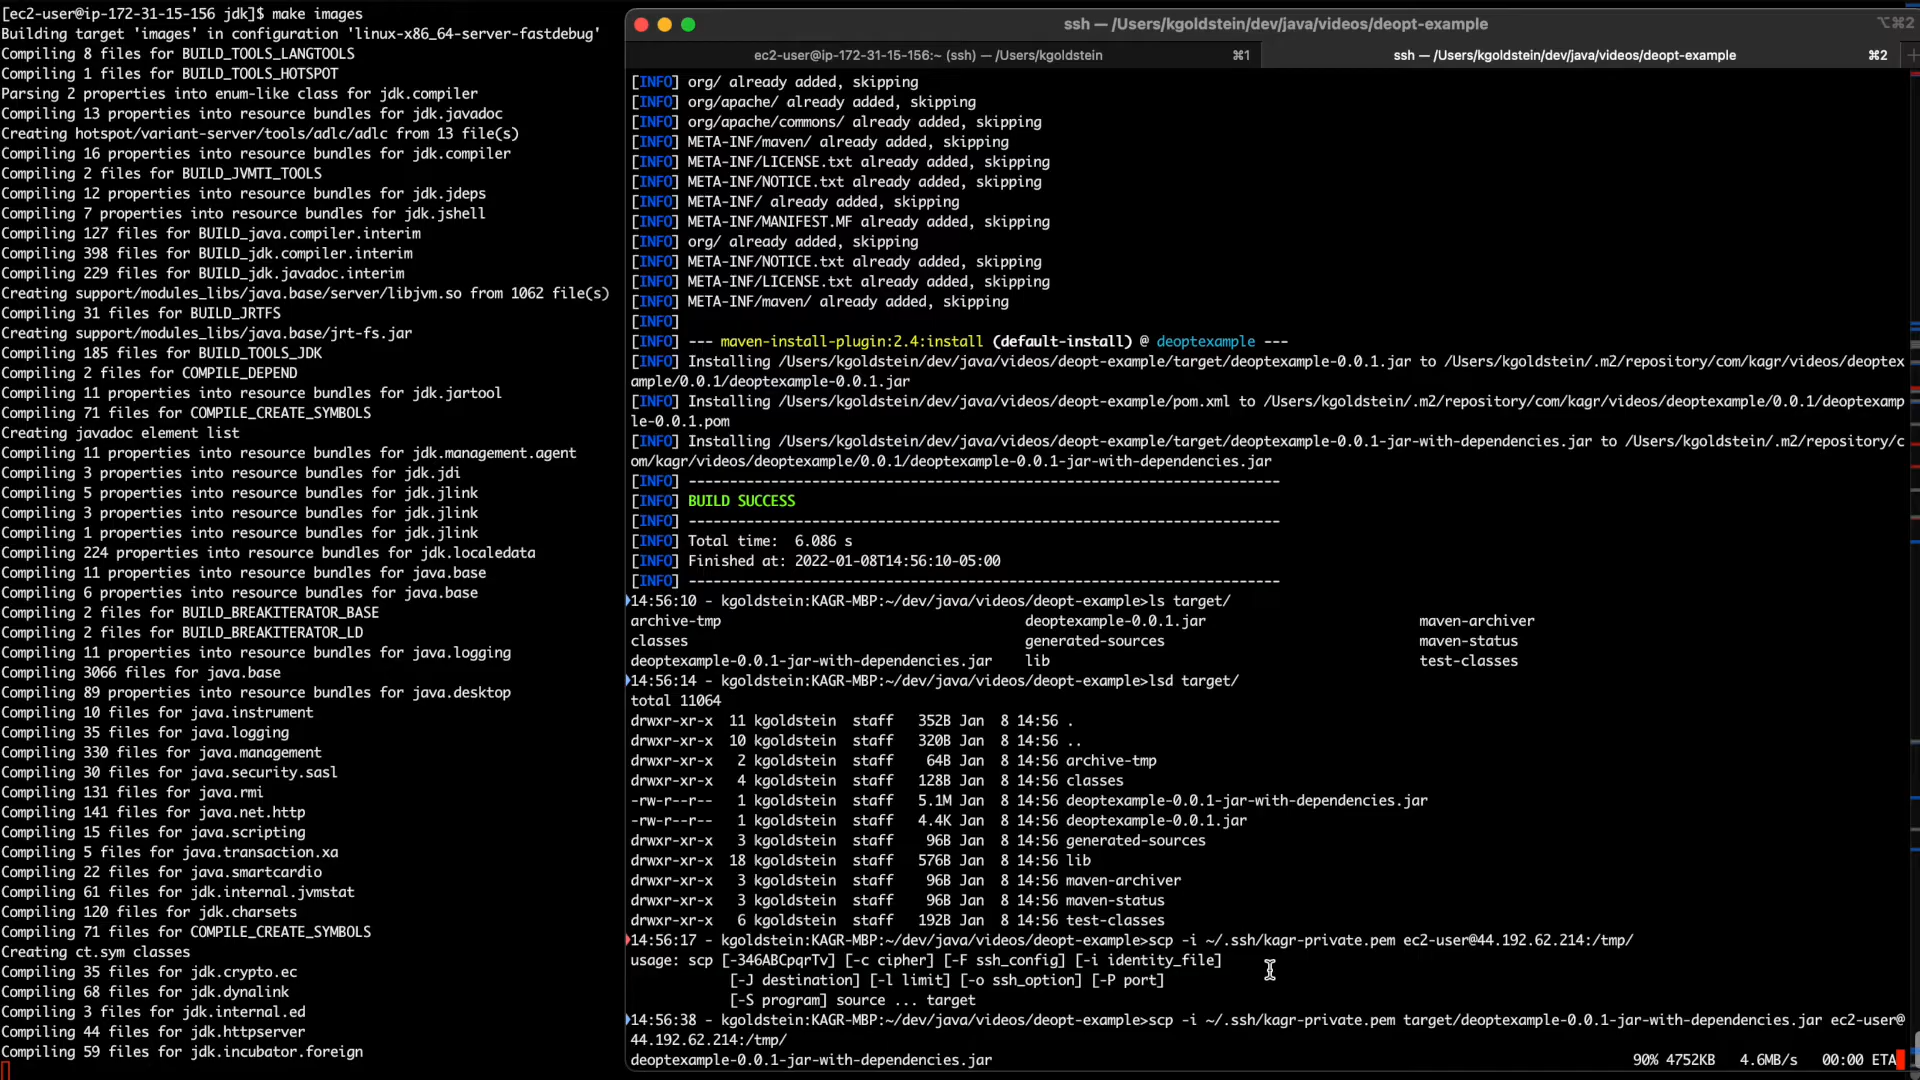 [ec2-user@ip-172-31-15-156 jdk]$ make images
Building target 'images' in configuration 'linux-x86_64-server-fastdebug'
Compiling 8 files for BUILD_TOOLS_LANGTOOLS
Compiling 1 files for BUILD_TOOLS_HOTSPOT
Parsing 2 properties into enum-like class for jdk.compiler
Compiling 13 properties into resource bundles for jdk.javadoc
Creating hotspot/variant-server/tools/adlc/adlc from 13 file(s)
Compiling 16 properties into resource bundles for jdk.compiler
Compiling 2 files for BUILD_JVMTI_TOOLS
Compiling 12 properties into resource bundles for jdk.jdeps
Compiling 7 properties into resource bundles for jdk.jshell
Compiling 127 files for BUILD_java.compiler.interim
Compiling 398 files for BUILD_jdk.compiler.interim
Compiling 229 files for BUILD_jdk.javadoc.interim
Creating support/modules_libs/java.base/server/libjvm.so from 1062 file(s)
Compiling 31 files for BUILD_JRTFS
Creating support/modules_libs/java.base/jrt-fs.jar
Compiling 185 files for BUILD_TOOLS_JDK
Compiling 2 files for COMPILE_DEPEND
Compiling 11 properties into resource bundles for jdk.jartool
Compiling 71 files for COMPILE_CREATE_SYMBOLS
Creating javadoc element list
Compiling 11 properties into resource bundles for jdk.management.agent
Compiling 3 properties into resource bundles for jdk.jdi
Compiling 5 properties into resource bundles for jdk.jlink
Compiling 3 properties into resource bundles for jdk.jlink
Compiling 1 properties into resource bundles for jdk.jlink
Compiling 224 properties into resource bundles for jdk.localedata
Compiling 11 properties into resource bundles for java.base
Compiling 6 properties into resource bundles for java.base
Compiling 2 files for BUILD_BREAKITERATOR_BASE
Compiling 2 files for BUILD_BREAKITERATOR_LD
Compiling 11 properties into resource bundles for java.logging
Compiling 3066 files for java.base
Compiling 89 properties into resource bundles for java.desktop
Compiling 10 files for java.instrument
Compiling 35 files for java.logging
Compiling 330 files for java.management
Compiling 30 files for java.security.sasl
Compiling 131 files for java.rmi
Compiling 141 files for java.net.http
Compiling 15 files for java.scripting
Compiling 5 files for java.transaction.xa
Compiling 22 files for java.smartcardio
Compiling 61 files for jdk.internal.jvmstat
Compiling 120 files for jdk.charsets
Compiling 71 files for COMPILE_CREATE_SYMBOLS
Creating ct.sym classes
Compiling 35 files for jdk.crypto.ec
Compiling 68 files for jdk.dynalink
Compiling 3 files for jdk.internal.ed
Compiling 44 files for jdk.httpserver
Compiling 59 files for jdk.incubator.foreign
ssh — /Users/kgoldstein/dev/java/videos/deopt-example ⌥⌘2
ec2-user@ip-172-31-15-156:~ (ssh) — /Users/kgoldstein ⌘1
ssh — /Users/kgoldstein/dev/java/videos/deopt-example ⌘2
[INFO] org/ already added, skipping
[INFO] org/apache/ already added, skipping
[INFO] org/apache/commons/ already added, skipping
[INFO] META-INF/maven/ already added, skipping
[INFO] META-INF/LICENSE.txt already added, skipping
[INFO] META-INF/NOTICE.txt already added, skipping
[INFO] META-INF/ already added, skipping
[INFO] META-INF/MANIFEST.MF already added, skipping
[INFO] org/ already added, skipping
[INFO] META-INF/NOTICE.txt already added, skipping
[INFO] META-INF/LICENSE.txt already added, skipping
[INFO] META-INF/maven/ already added, skipping
[INFO]
[INFO] --- maven-install-plugin:2.4:install (default-install) @ deoptexample ---
[INFO] Installing /Users/kgoldstein/dev/java/videos/deopt-example/target/deoptexample-0.0.1.jar to /Users/kgoldstein/.m2/repository/com/kagr/videos/deoptex
ample/0.0.1/deoptexample-0.0.1.jar
[INFO] Installing /Users/kgoldstein/dev/java/videos/deopt-example/pom.xml to /Users/kgoldstein/.m2/repository/com/kagr/videos/deoptexample/0.0.1/deoptexamp
le-0.0.1.pom
[INFO] Installing /Users/kgoldstein/dev/java/videos/deopt-example/target/deoptexample-0.0.1-jar-with-dependencies.jar to /Users/kgoldstein/.m2/repository/c
om/kagr/videos/deoptexample/0.0.1/deoptexample-0.0.1-jar-with-dependencies.jar
[INFO] ------------------------------------------------------------------------
[INFO] BUILD SUCCESS
[INFO] ------------------------------------------------------------------------
[INFO] Total time:  6.086 s
[INFO] Finished at: 2022-01-08T14:56:10-05:00
[INFO] ------------------------------------------------------------------------
14:56:10 - kgoldstein:KAGR-MBP:~/dev/java/videos/deopt-example>ls target/
archive-tmp deoptexample-0.0.1.jar maven-archiver
classes generated-sources maven-status
deoptexample-0.0.1-jar-with-dependencies.jar lib test-classes
14:56:14 - kgoldstein:KAGR-MBP:~/dev/java/videos/deopt-example>lsd target/
total 11064
drwxr-xr-x  11 kgoldstein  staff   352B Jan  8 14:56 .
drwxr-xr-x  10 kgoldstein  staff   320B Jan  8 14:56 ..
drwxr-xr-x   2 kgoldstein  staff    64B Jan  8 14:56 archive-tmp
drwxr-xr-x   4 kgoldstein  staff   128B Jan  8 14:56 classes
-rw-r--r--   1 kgoldstein  staff   5.1M Jan  8 14:56 deoptexample-0.0.1-jar-with-dependencies.jar
-rw-r--r--   1 kgoldstein  staff   4.4K Jan  8 14:56 deoptexample-0.0.1.jar
drwxr-xr-x   3 kgoldstein  staff    96B Jan  8 14:56 generated-sources
drwxr-xr-x  18 kgoldstein  staff   576B Jan  8 14:56 lib
drwxr-xr-x   3 kgoldstein  staff    96B Jan  8 14:56 maven-archiver
drwxr-xr-x   3 kgoldstein  staff    96B Jan  8 14:56 maven-status
drwxr-xr-x   6 kgoldstein  staff   192B Jan  8 14:56 test-classes
14:56:17 - kgoldstein:KAGR-MBP:~/dev/java/videos/deopt-example>scp -i ~/.ssh/kagr-private.pem ec2-user@44.192.62.214:/tmp/
usage: scp [-346ABCpqrTv] [-c cipher] [-F ssh_config] [-i identity_file]
[-J destination] [-l limit] [-o ssh_option] [-P port]
[-S program] source ... target
14:56:38 - kgoldstein:KAGR-MBP:~/dev/java/videos/deopt-example>scp -i ~/.ssh/kagr-private.pem target/deoptexample-0.0.1-jar-with-dependencies.jar ec2-user@
44.192.62.214:/tmp/
deoptexample-0.0.1-jar-with-dependencies.jar 90% 4752KB 4.6MB/s 00:00 ETA